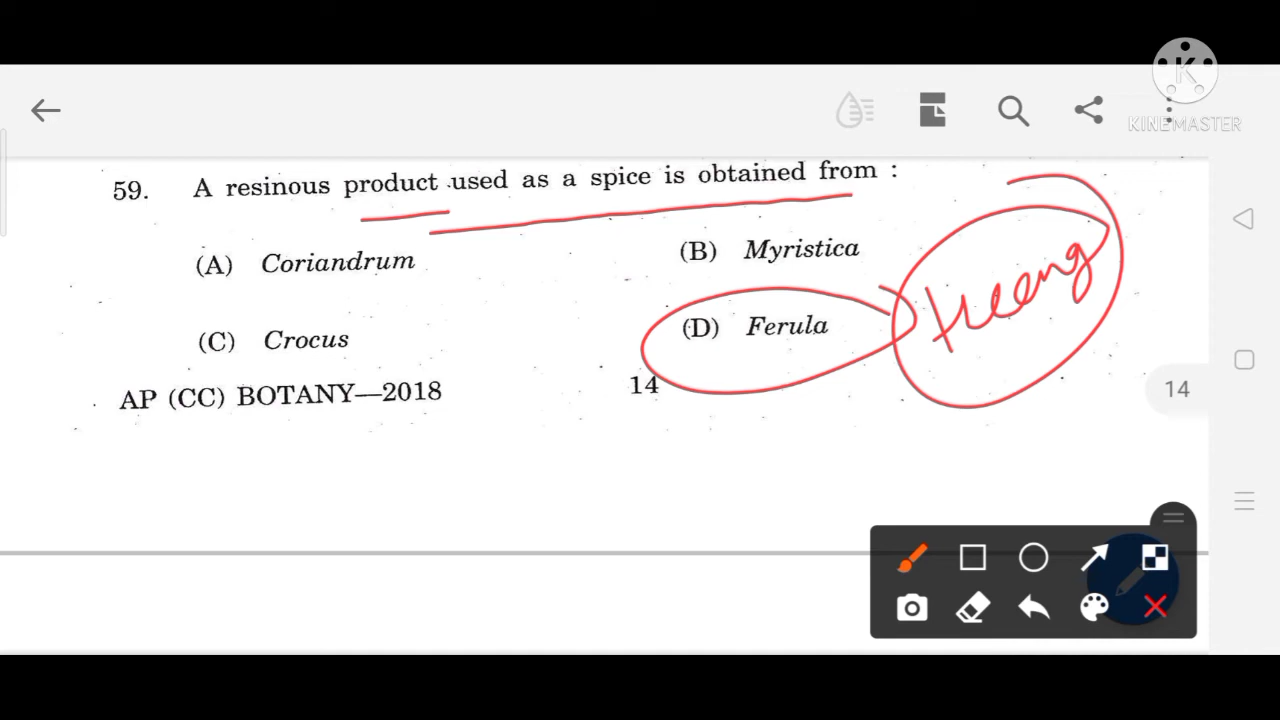 KINEMASTER
59. A resinous product used as a spice is obtained from :
(A) Coriandrum (B) Myristica
(C) Crocus (D) Ferula
Heeng
AP (CC) BOTANY—2018 14
14